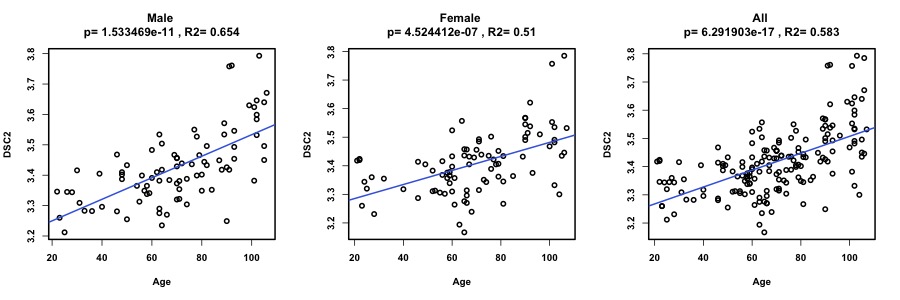 Male
p= 1.533469e-11 , R2= 0.654
3.8
3.7
3.6
3.5
3.4
3.3
3.2
DSC2
20 40 60 80 100
Age
Female
p= 4.524412e-07 , R2= 0.51
3.8
3.7
3.6
3.5
3.4
3.3
3.2
DSC2
20 40 60 80 100
Age
All
p= 6.291903e-17 , R2= 0.583
3.8
3.7
3.6
3.5
3.4
3.3
3.2
DSC2
20 40 60 80 100
Age